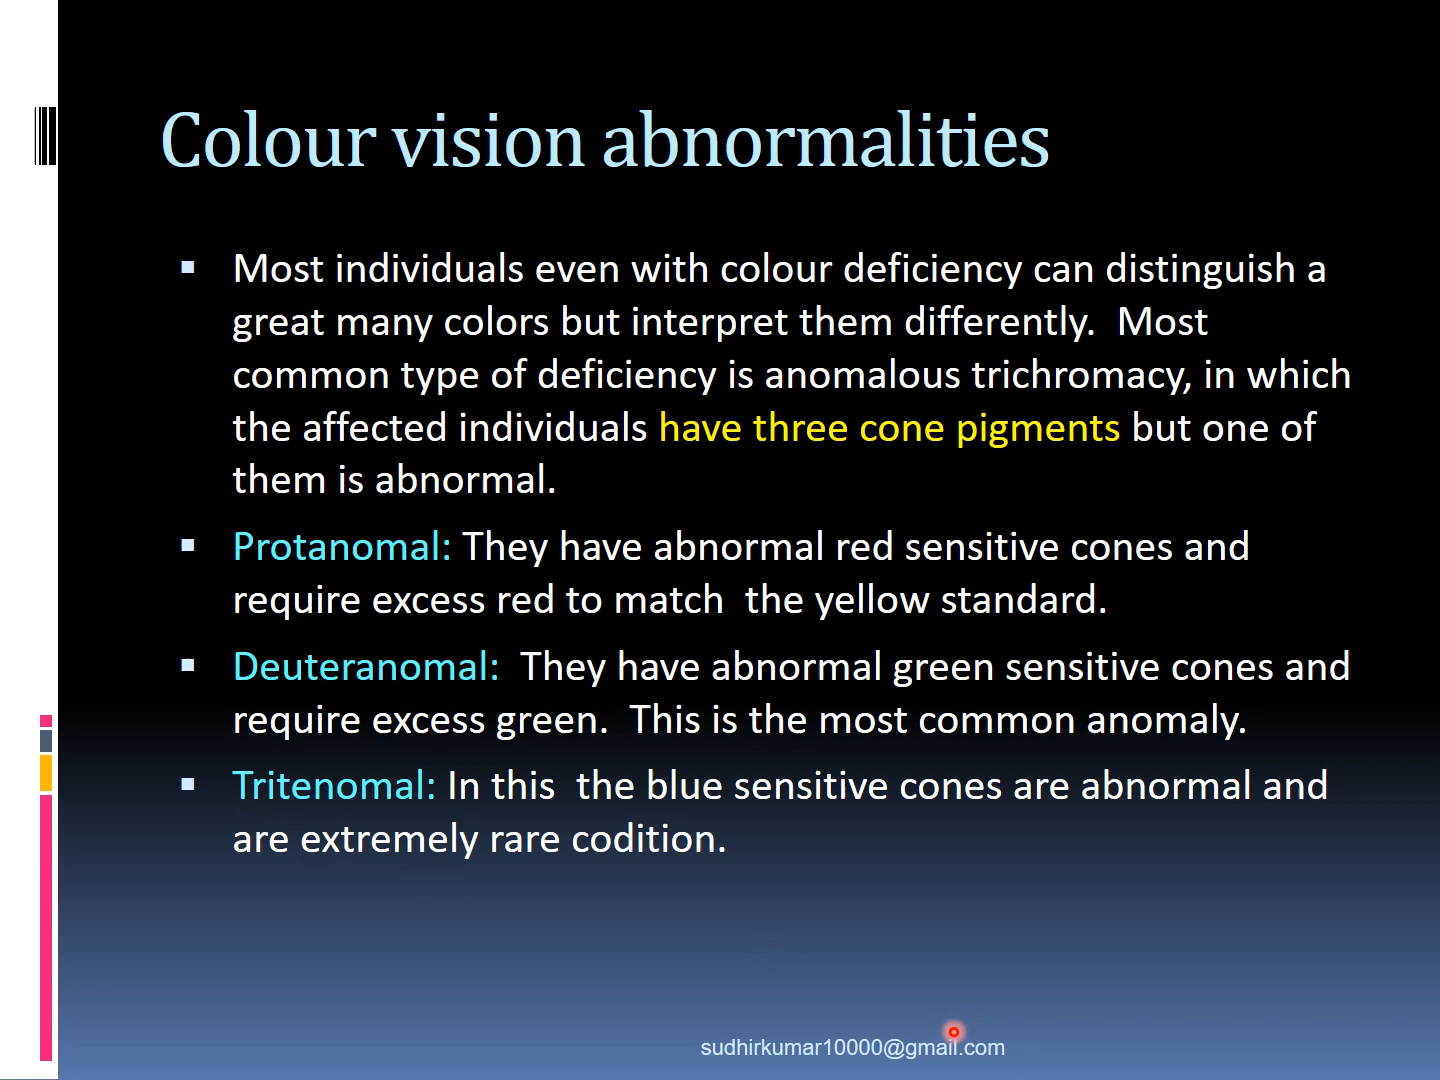 Colour vision abnormalities
Most individuals even with colour deficiency can distinguish a
great many colors but interpret them differently.  Most
common type of deficiency is anomalous trichromacy, in which
the affected individuals have three cone pigments but one of
them is abnormal.
Protanomal: They have abnormal red sensitive cones and
require excess red to match  the yellow standard.
Deuteranomal:  They have abnormal green sensitive cones and
require excess green.  This is the most common anomaly.
Tritenomal: In this  the blue sensitive cones are abnormal and
are extremely rare codition.
sudhirkumar10000@gmail.com